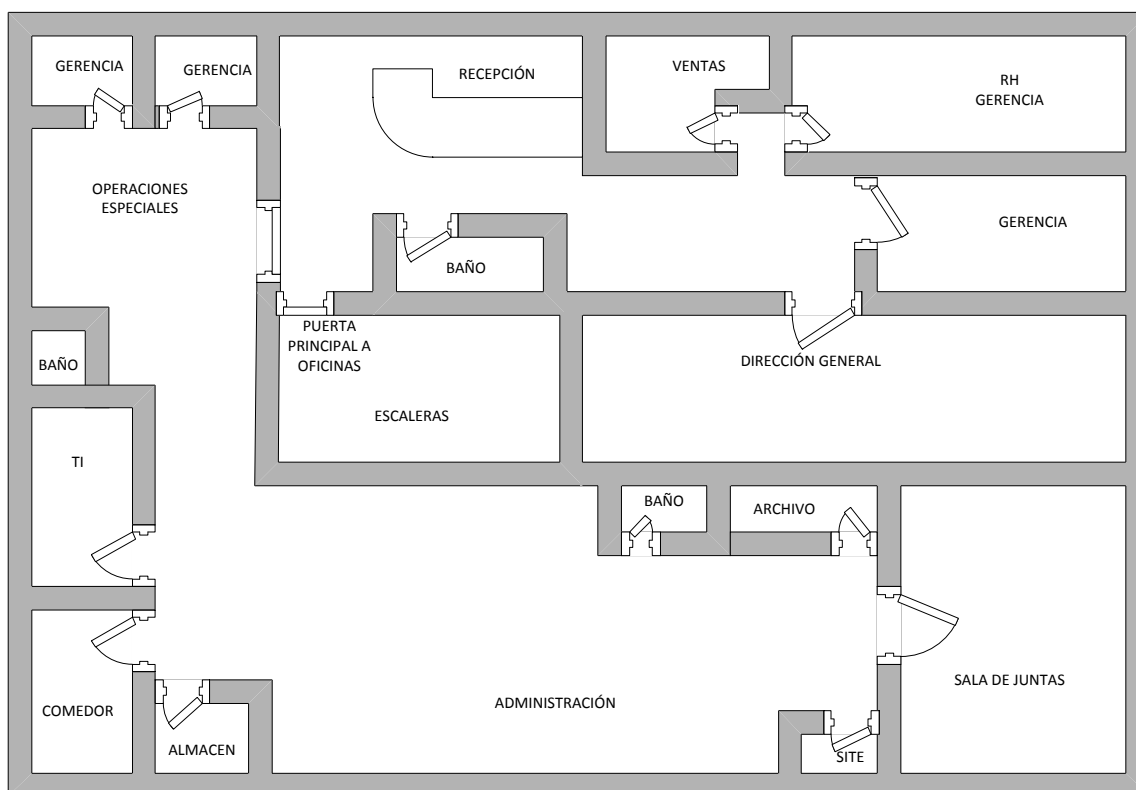 GERENCIA
GERENCIA
RECEPCIÓN
VENTAS
RH
GERENCIA
OPERACIONES
ESPECIALES
GERENCIA
BAÑO
PUERTA
PRINCIPAL A
OFICINAS
DIRECCIÓN GENERAL
BAÑO
ESCALERAS
TI
BAÑO
ARCHIVO
SALA DE JUNTAS
ADMINISTRACIÓN
COMEDOR
ALMACEN
SITE